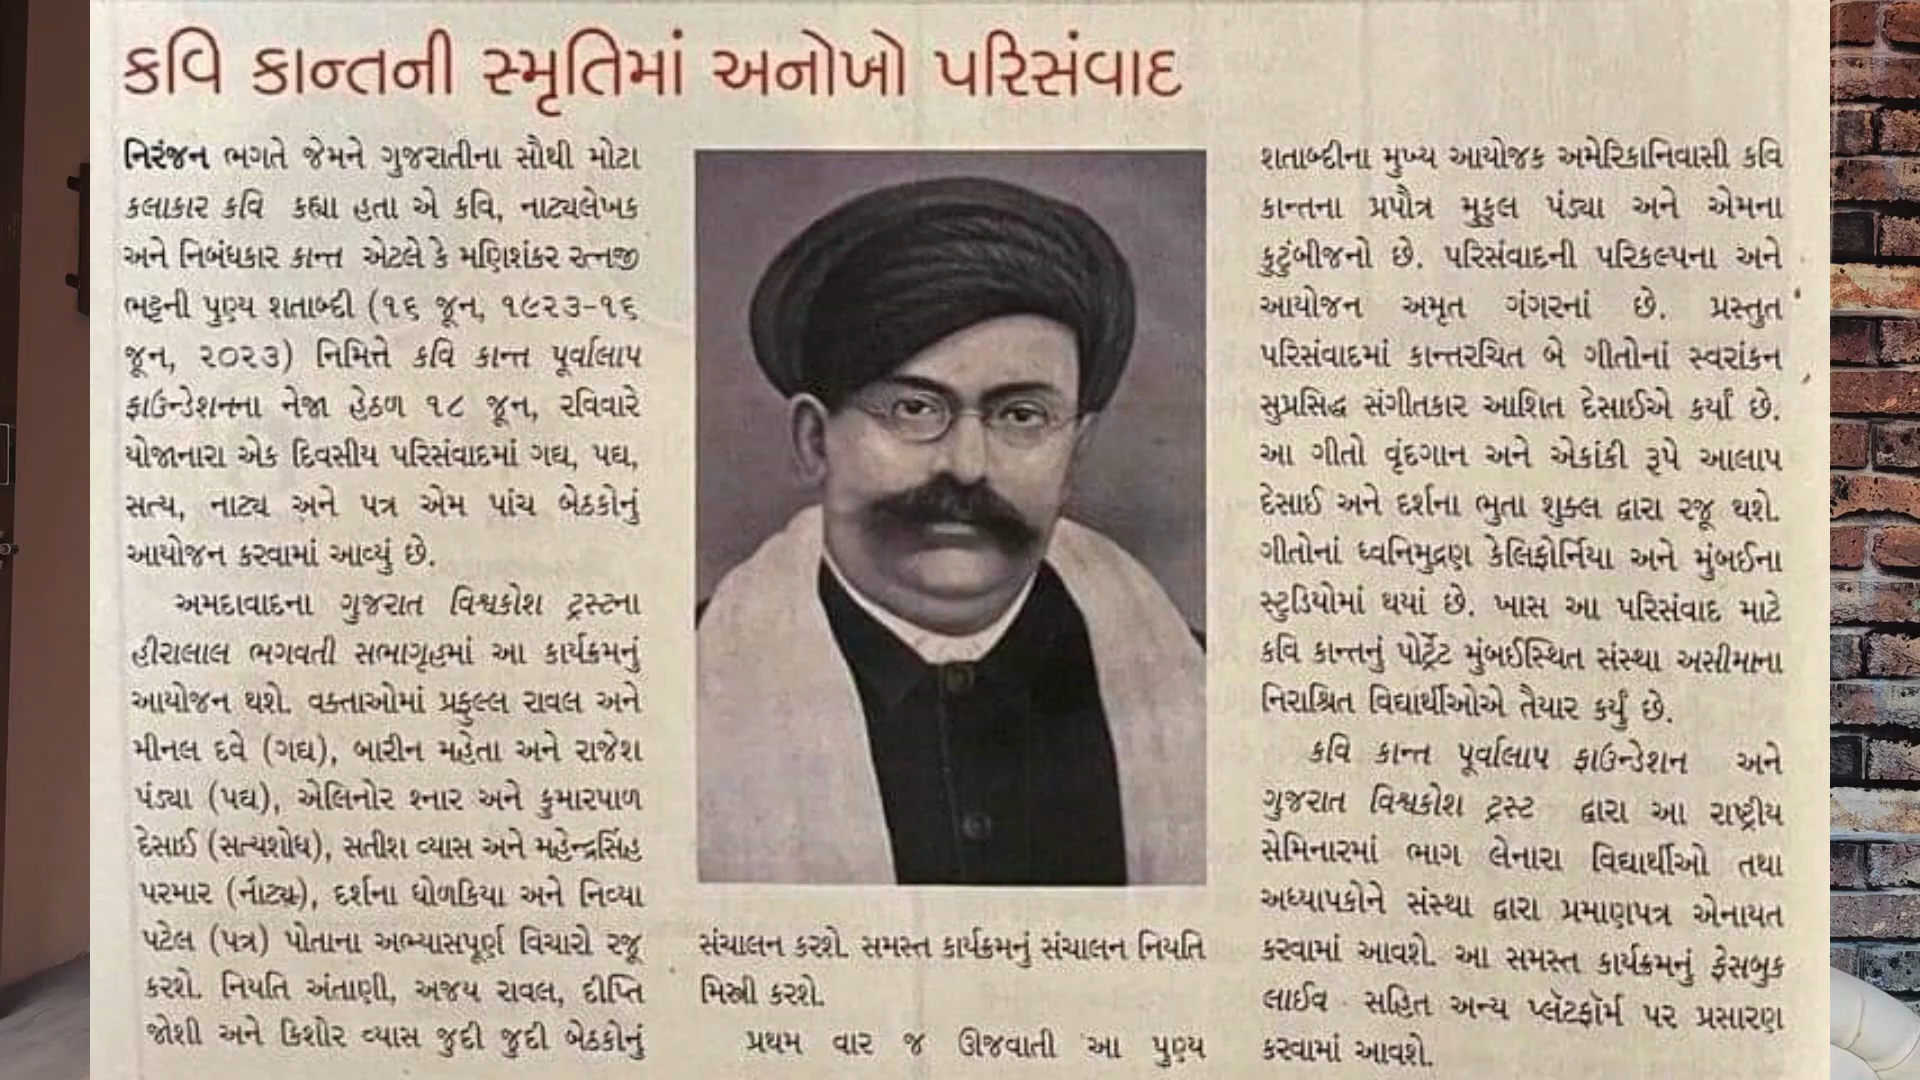 કવિ કાન્તની સ્મૃતિમાં અનોખો પરિસંવાદ
નિરંજન ભગતે જેમને ગુજરાતીના સૌથી મોટા
કલાકાર કવિ કહ્યા હતા એ કવિ, નાટ્યલેખક
અને નિબંધકાર કાન્ત એટલે કે મણિશંકર રત્નજી
ભટ્ટની પુણ્ય શતાબ્દી (૧૬ જૂન, ૧૯૨૩-૧૬
જૂન, ૨૦૨૩) નિમિત્તે કવિ કાન્ત પૂર્વાલાપ
ફાઉન્ડેશનના નેજા હેઠળ ૧૮ જૂન, રવિવારે
યોજાનારા એક દિવસીય પરિસંવાદમાં ગદ્ય, પદ્ય,
સત્ય, નાટ્ય અને પત્ર એમ પાંચ બેઠકોનું
આયોજન કરવામાં આવ્યું છે.
અમદાવાદના ગુજરાત વિશ્વકોશ ટ્રસ્ટના
હીરાલાલ ભગવતી સભાગૃહમાં આ કાર્યક્રમનું
આયોજન થશે. વક્તાઓમાં પ્રફુલ્લ રાવલ અને
મીનલ દવે (ગદ્ય), બારીન મહેતા અને રાજેશ
પંડ્યા (પદ્ય), એલિનોર શ્નાર અને કુમારપાળ
દેસાઈ (સત્યશોધ), સતીશ વ્યાસ અને મહેન્દ્રસિંહ
પરમાર (નાટ્ય), દર્શના ધોળકિયા અને નિવ્યા
પટેલ (પત્ર) પોતાના અભ્યાસપૂર્ણ વિચારો રજૂ
કરશે. નિયતિ અંતાણી, અજય રાવલ, દીપ્તિ
જોશી અને કિશોર વ્યાસ જુદી જુદી બેઠકોનું
સંચાલન કરશે. સમસ્ત કાર્યક્રમનું સંચાલન નિયતિ
મિસ્ત્રી કરશે.
પ્રથમ વાર જ ઊજવાતી આ પુણ્ય
શતાબ્દીના મુખ્ય આયોજક અમેરિકાનિવાસી કવિ
કાન્તના પ્રપૌત્ર મુકુલ પંડ્યા અને એમના
કુટુંબીજનો છે. પરિસંવાદની પરિકલ્પના અને
આયોજન અમૃત ગંગરનાં છે. પ્રસ્તુત
પરિસંવાદમાં કાન્તરચિત બે ગીતોનાં સ્વરાંકન
સુપ્રસિદ્ધ સંગીતકાર આશિત દેસાઈએ કર્યાં છે.
આ ગીતો વૃંદગાન અને એકાંકી રૂપે આલાપ
દેસાઈ અને દર્શના ભુતા શુક્લ દ્વારા રજૂ થશે.
ગીતોનાં ધ્વનિમુદ્રણ કેલિફોર્નિયા અને મુંબઈના
સ્ટુડિયોમાં થયાં છે. ખાસ આ પરિસંવાદ માટે
કવિ કાન્તનું પોર્ટ્રેટ મુંબઈસ્થિત સંસ્થા અસીમાના
નિરાશ્રિત વિદ્યાર્થીઓએ તૈયાર કર્યું છે.
કવિ કાન્ત પૂર્વાલાપ ફાઉન્ડેશન અને
ગુજરાત વિશ્વકોશ ટ્રસ્ટ દ્વારા આ રાષ્ટ્રીય
સેમિનારમાં ભાગ લેનારા વિદ્યાર્થીઓ તથા
અધ્યાપકોને સંસ્થા દ્વારા પ્રમાણપત્ર એનાયત
કરવામાં આવશે. આ સમસ્ત કાર્યક્રમનું ફેસબુક
લાઈવ સહિત અન્ય પ્લૅટફૉર્મ પર પ્રસારણ
કરવામાં આવશે.